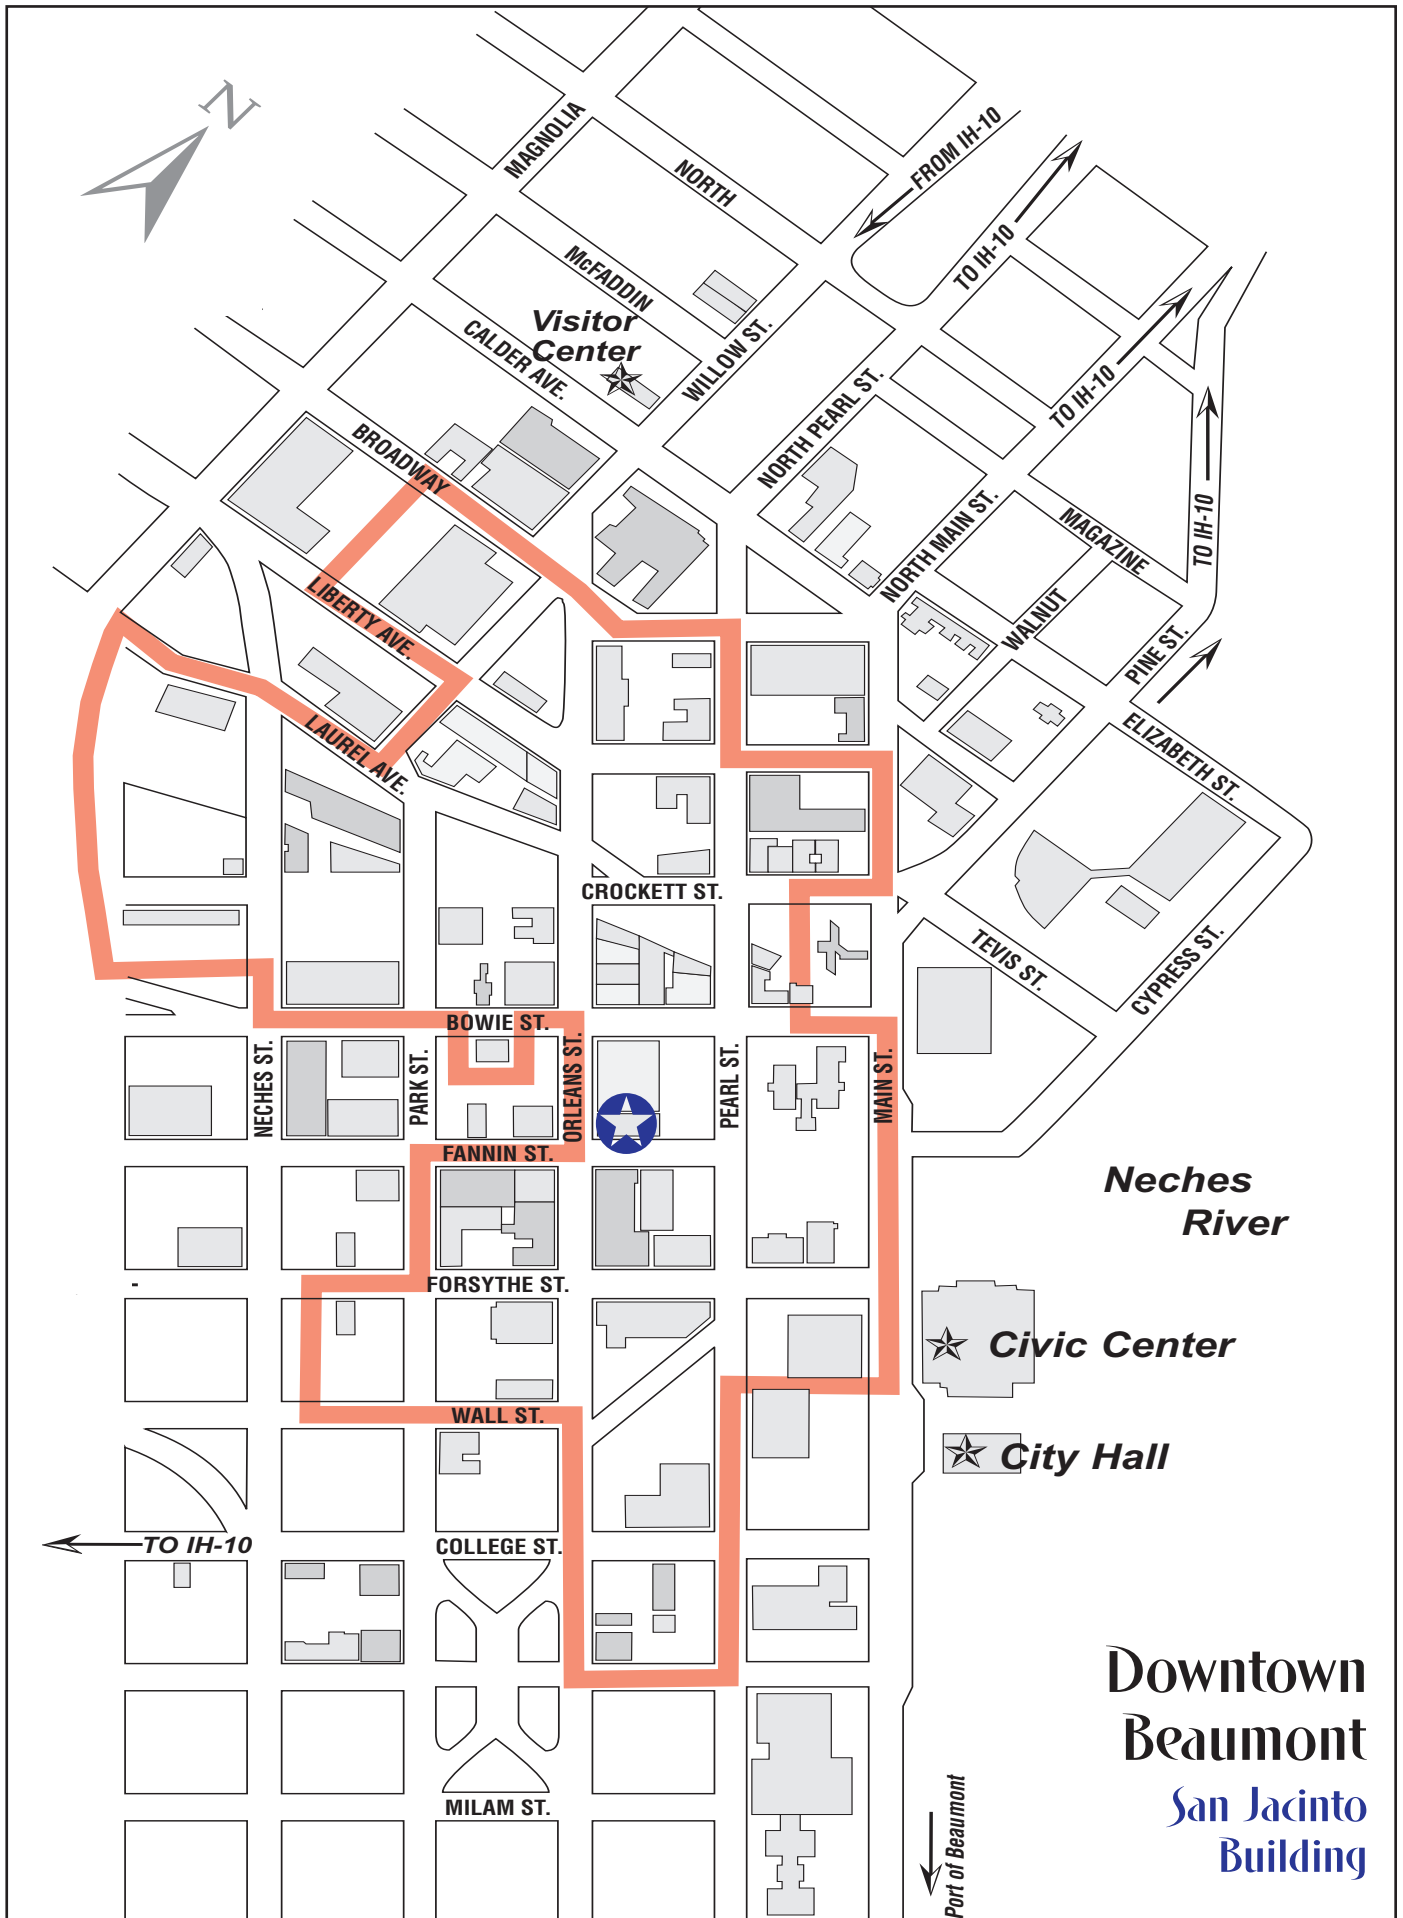 N
MAGNOLIA
FROM IH-10
NORTH
TO IH-10
McFADDIN
Visitor
Center
CALDER AVE.
WILLOW ST.
TO IH-10
NORTH PEARL ST.
BROADWAY
TO IH-10
NORTH MAIN ST.
MAGAZINE
LIBERTY AVE.
WALNUT
PINE ST.
LAUREL AVE.
ELIZABETH ST.
CROCKETT ST.
TEVIS ST.
CYPRESS ST.
BOWIE ST.
NECHES ST.
PARK ST.
ORLEANS ST.
PEARL ST.
MAIN ST.
FANNIN ST.
Neches
River
FORSYTHE ST.
Civic Center
WALL ST.
City Hall
TO IH-10
COLLEGE ST.
Downtown
Beaumont
San Jacinto
Building
MILAM ST.
Port of Beaumont